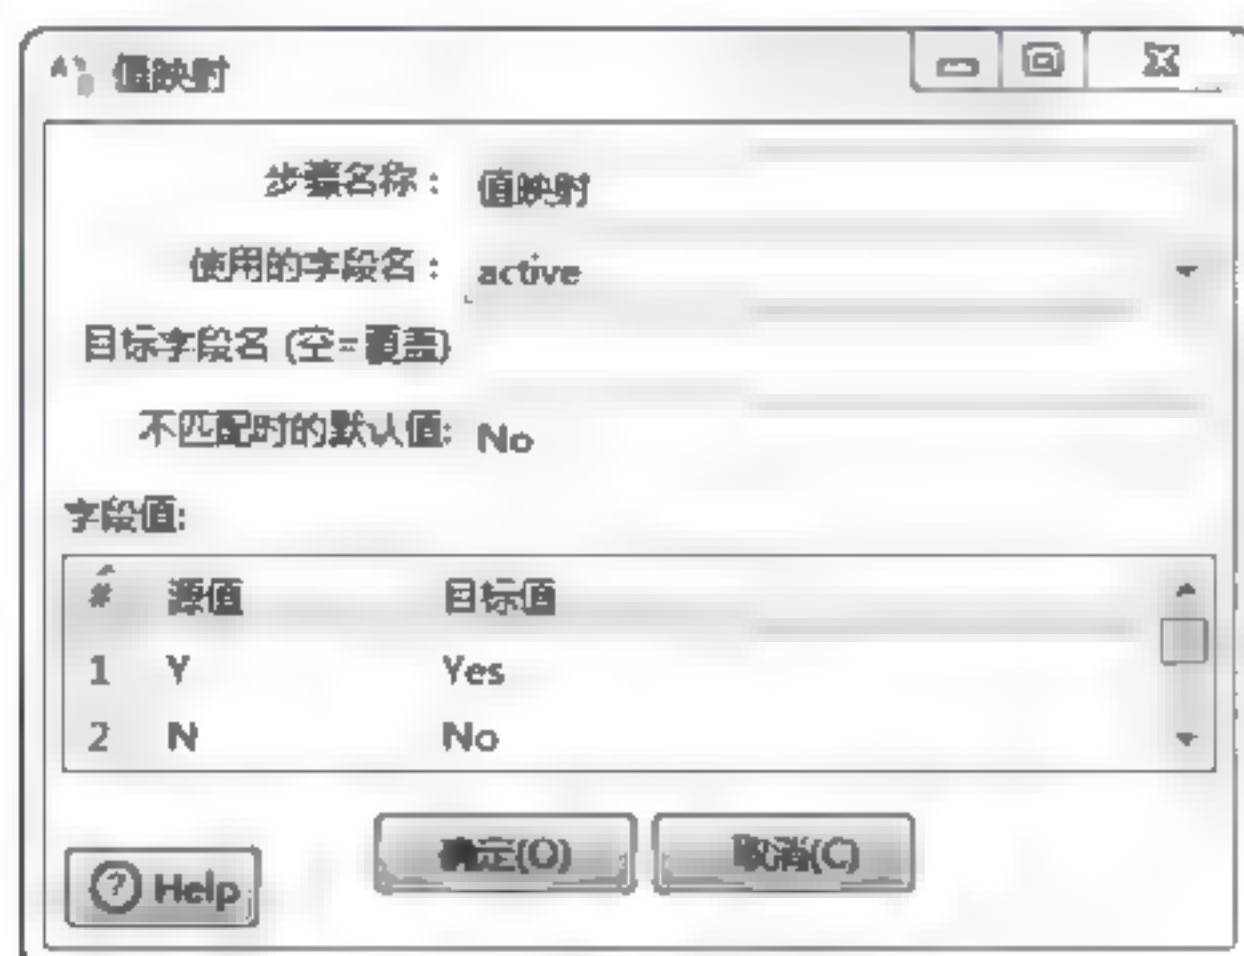 值映射
步骤名称： 值映射
使用的字段名： active
目标字段名 (空=覆盖)
不匹配时的默认值: No
字段值:
# 源值 目标值
1 Y Yes
2 N No
确定(O) 取消(C)
Help